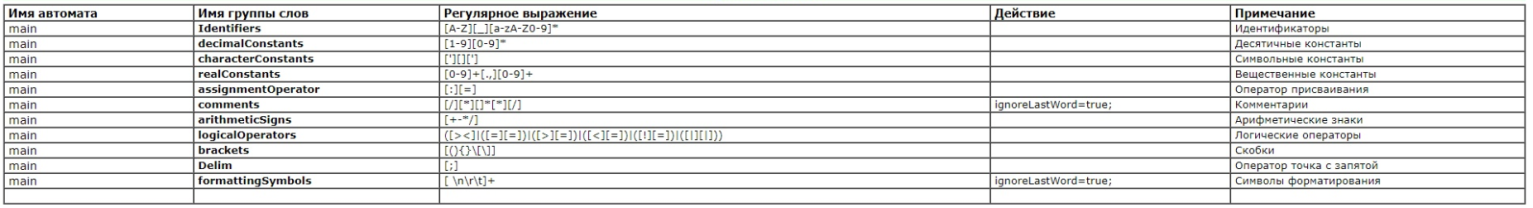 Имя автомата Имя группы слов Регулярное выражение Действие Примечание
main Identifiers [A-Z][_][a-zA-Z0-9]* Идентификаторы
main decimalConstants [1-9][0-9]* Десятичные константы
main characterConstants ['][]['] Символьные константы
main realConstants [0-9]+[.,][0-9]+ Вещественные константы
main assignmentOperator [:][=] Оператор присваивания
main comments [/][*][]*[*][/] ignoreLastWord=true; Комментарии
main arithmeticSigns [+-*/] Арифметические знаки
main logicalOperators ([><]|([=][=])|([>][=])|([<][=])|([!][=])|([|][|])) Логические операторы
main brackets [(){}\[\]] Скобки
main Delim [;] Оператор точка с запятой
main formattingSymbols [ \n\r\t]+ ignoreLastWord=true; Символы форматирования